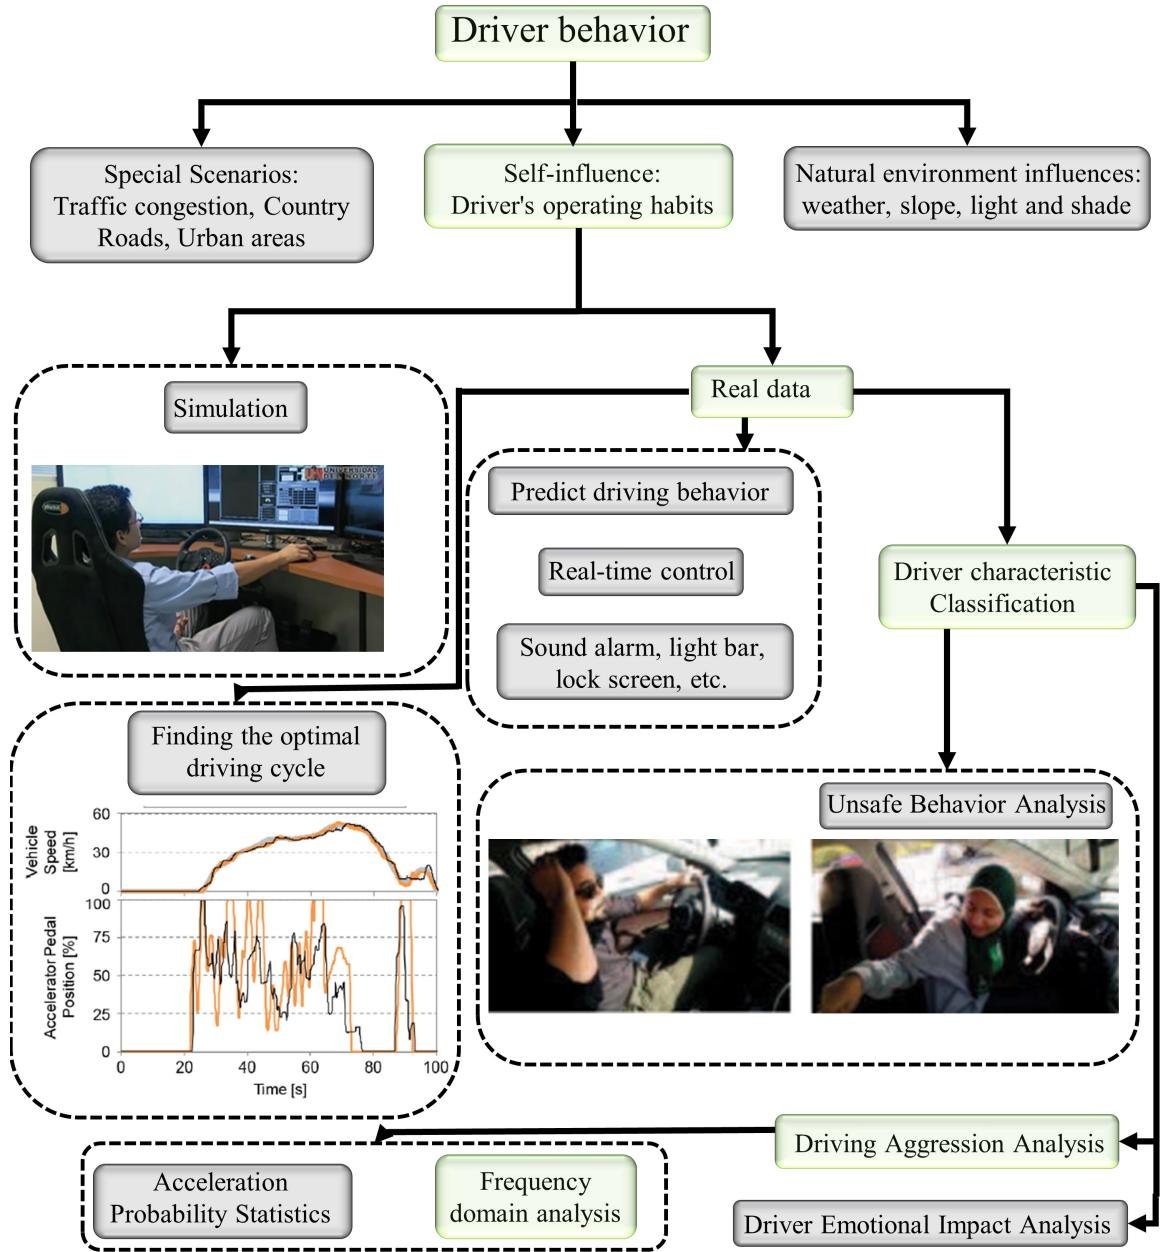 Driver behavior
Special Scenarios:
Traffic congestion, Country
Roads, Urban areas
Self-influence:
Driver's operating habits
Natural environment influences:
weather, slope, light and shade
Simulation
UNIVERSIDAD
DEL NORTE
Real data
Predict driving behavior
Real-time control
Sound alarm, light bar,
lock screen, etc.
Driver characteristic
Classification
Finding the optimal
driving cycle
Vehicle
Speed
[km/h]
60
30
0
Accelerator Pedal
Position [%]
100
75
50
25
0
0 20 40 60 80 100
Time [s]
Unsafe Behavior Analysis
Driving Aggression Analysis
Acceleration
Probability Statistics
Frequency
domain analysis
Driver Emotional Impact Analysis